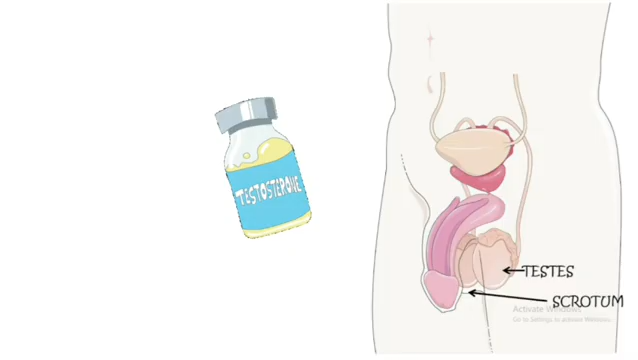 TESTOSTERONE
TESTES
SCROTUM
Activate Windows
Go to Settings to activate Windows.